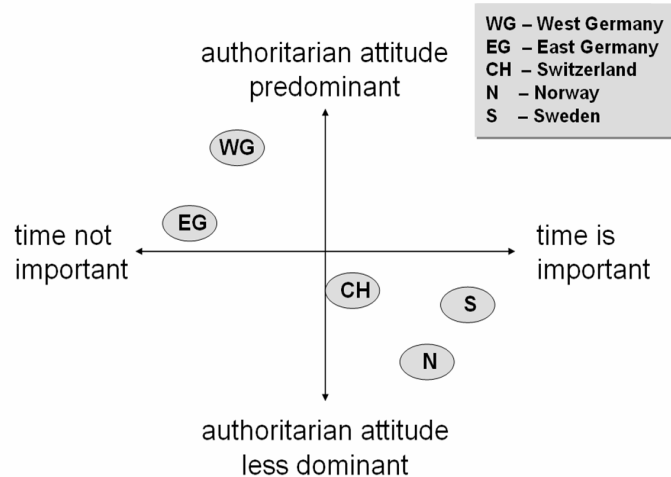 WG – West Germany
EG – East Germany
CH – Switzerland
N – Norway
S – Sweden
authoritarian attitude
predominant
WG
EG
time not
important
time is
important
CH
S
N
authoritarian attitude
less dominant